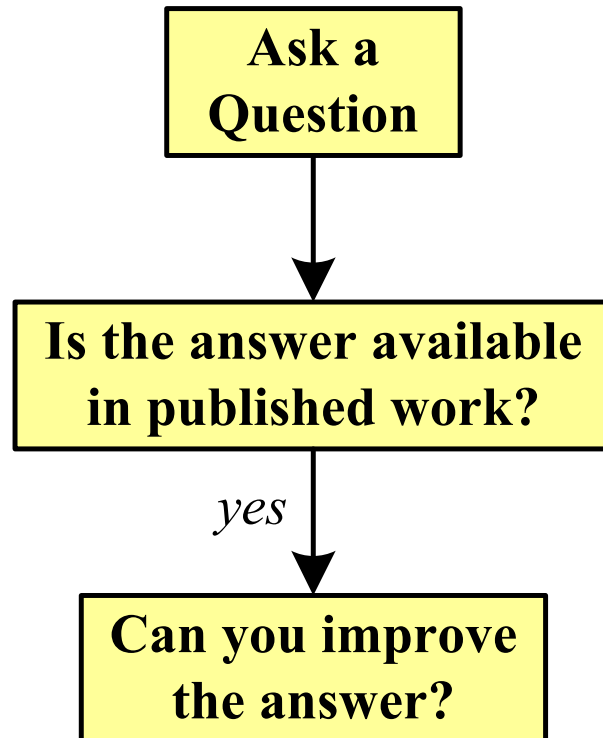 Ask a
Question
Is the answer available
in published work?
yes
Can you improve
the answer?